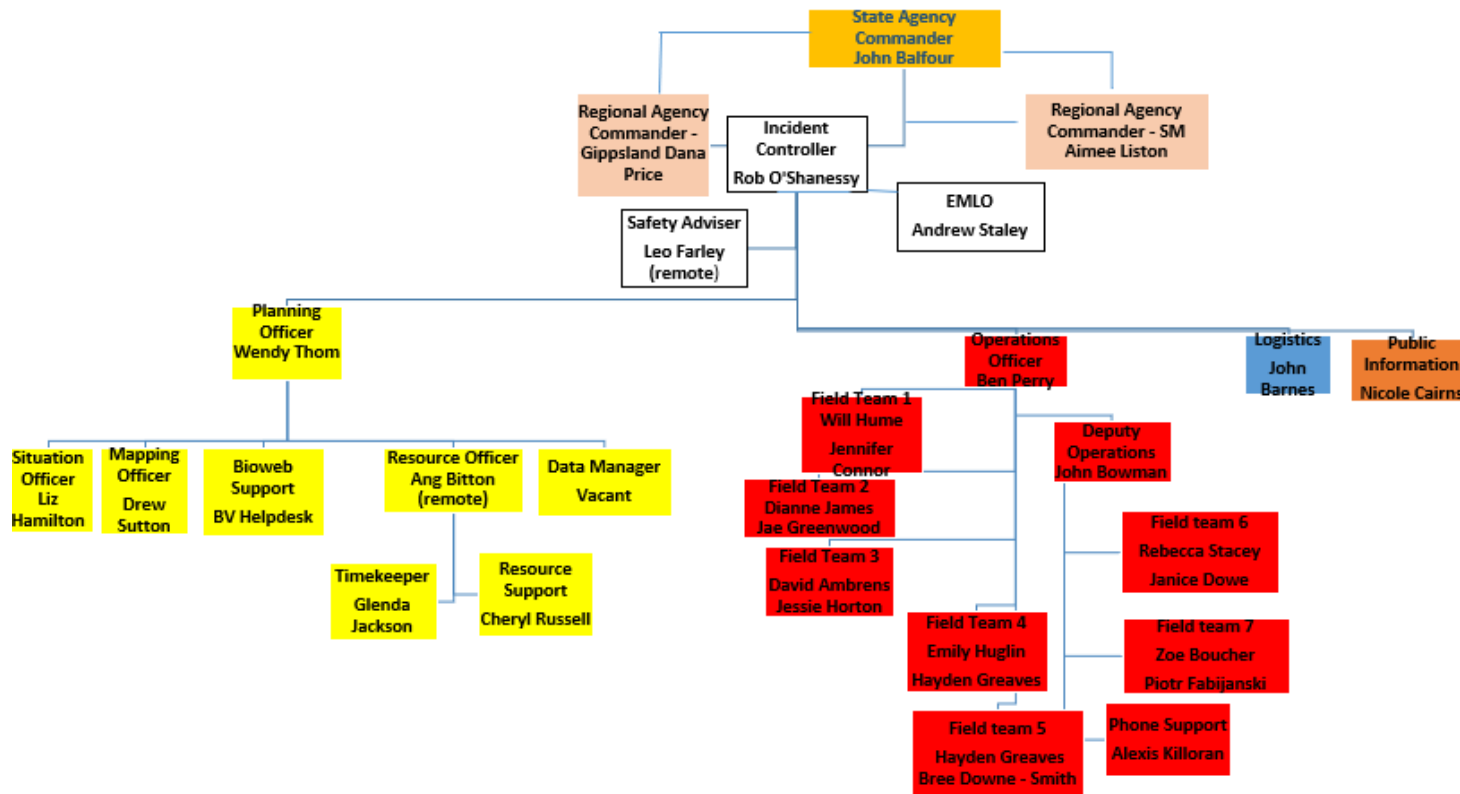 State Agency
Commander
John Balfour
Regional Agency
Commander -
Gippsland Dana
Price
Incident
Controller
Rob O'Shanessy
Regional Agency
Commander - SM
Aimee Liston
EMLO
Andrew Staley
Safety Adviser
Leo Farley
(remote)
Planning
Officer
Wendy Thom
Operations
Officer
Ben Perry
Logistics
John
Barnes
Public
Information
Nicole Cairns
Situation
Officer
Liz
Hamilton
Mapping
Officer
Drew
Sutton
Bioweb
Support
BV Helpdesk
Resource Officer
Ang Bitton
(remote)
Data Manager
Vacant
Timekeeper
Glenda
Jackson
Resource
Support
Cheryl Russell
Field Team 1
Will Hume
Jennifer
Connor
Field Team 2
Dianne James
Jae Greenwood
Field Team 3
David Ambrens
Jessie Horton
Field Team 4
Emily Huglin
Hayden Greaves
Field team 5
Hayden Greaves
Bree Downe - Smith
Deputy
Operations
John Bowman
Field team 6
Rebecca Stacey
Janice Dowe
Field team 7
Zoe Boucher
Piotr Fabijanski
Phone Support
Alexis Killoran